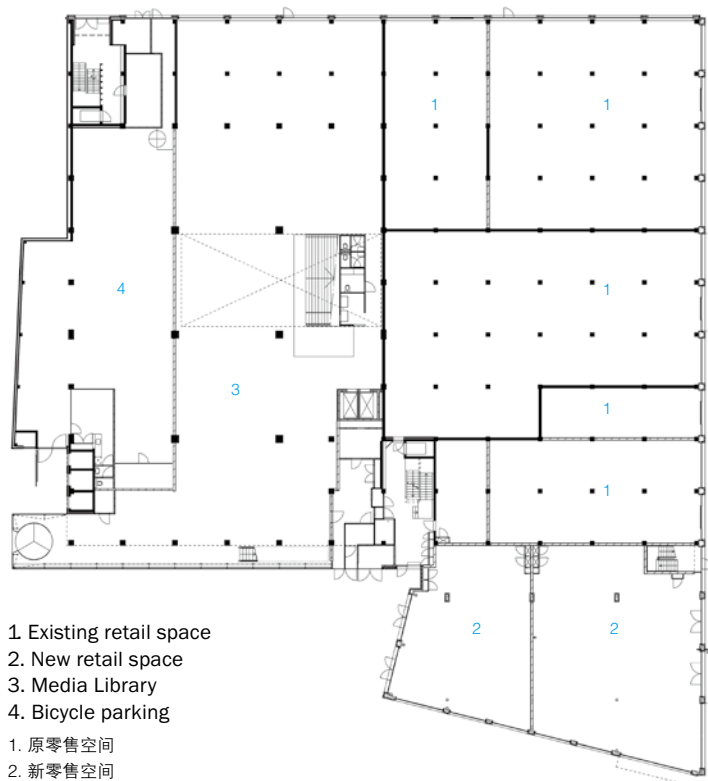 1
1
1
4
3
1
1
2
2
1. Existing retail space
2. New retail space
3. Media Library
4. Bicycle parking
1. 原零售空间
2. 新零售空间